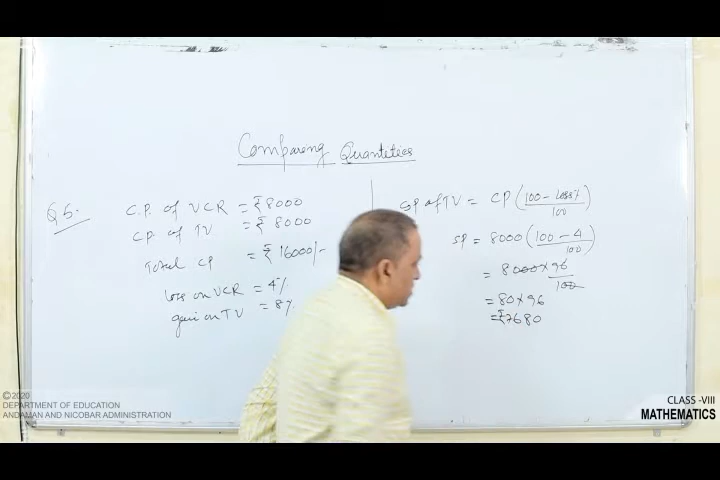 Comparing Quantities
Q 5.
C.P. of VCR = ₹8000
CP. of TV = ₹ 8000
Total CP = ₹ 16000/-
loss on VCR = 4%
gain on TV = 8%
SP of TV = CP (100 - loss% / 100)
SP = 8000 (100 - 4 / 100)
= 8000 × 96 / 100
= 80 × 96
= ₹7680
©2020
DEPARTMENT OF EDUCATION
ANDAMAN AND NICOBAR ADMINISTRATION
CLASS -VIII
MATHEMATICS